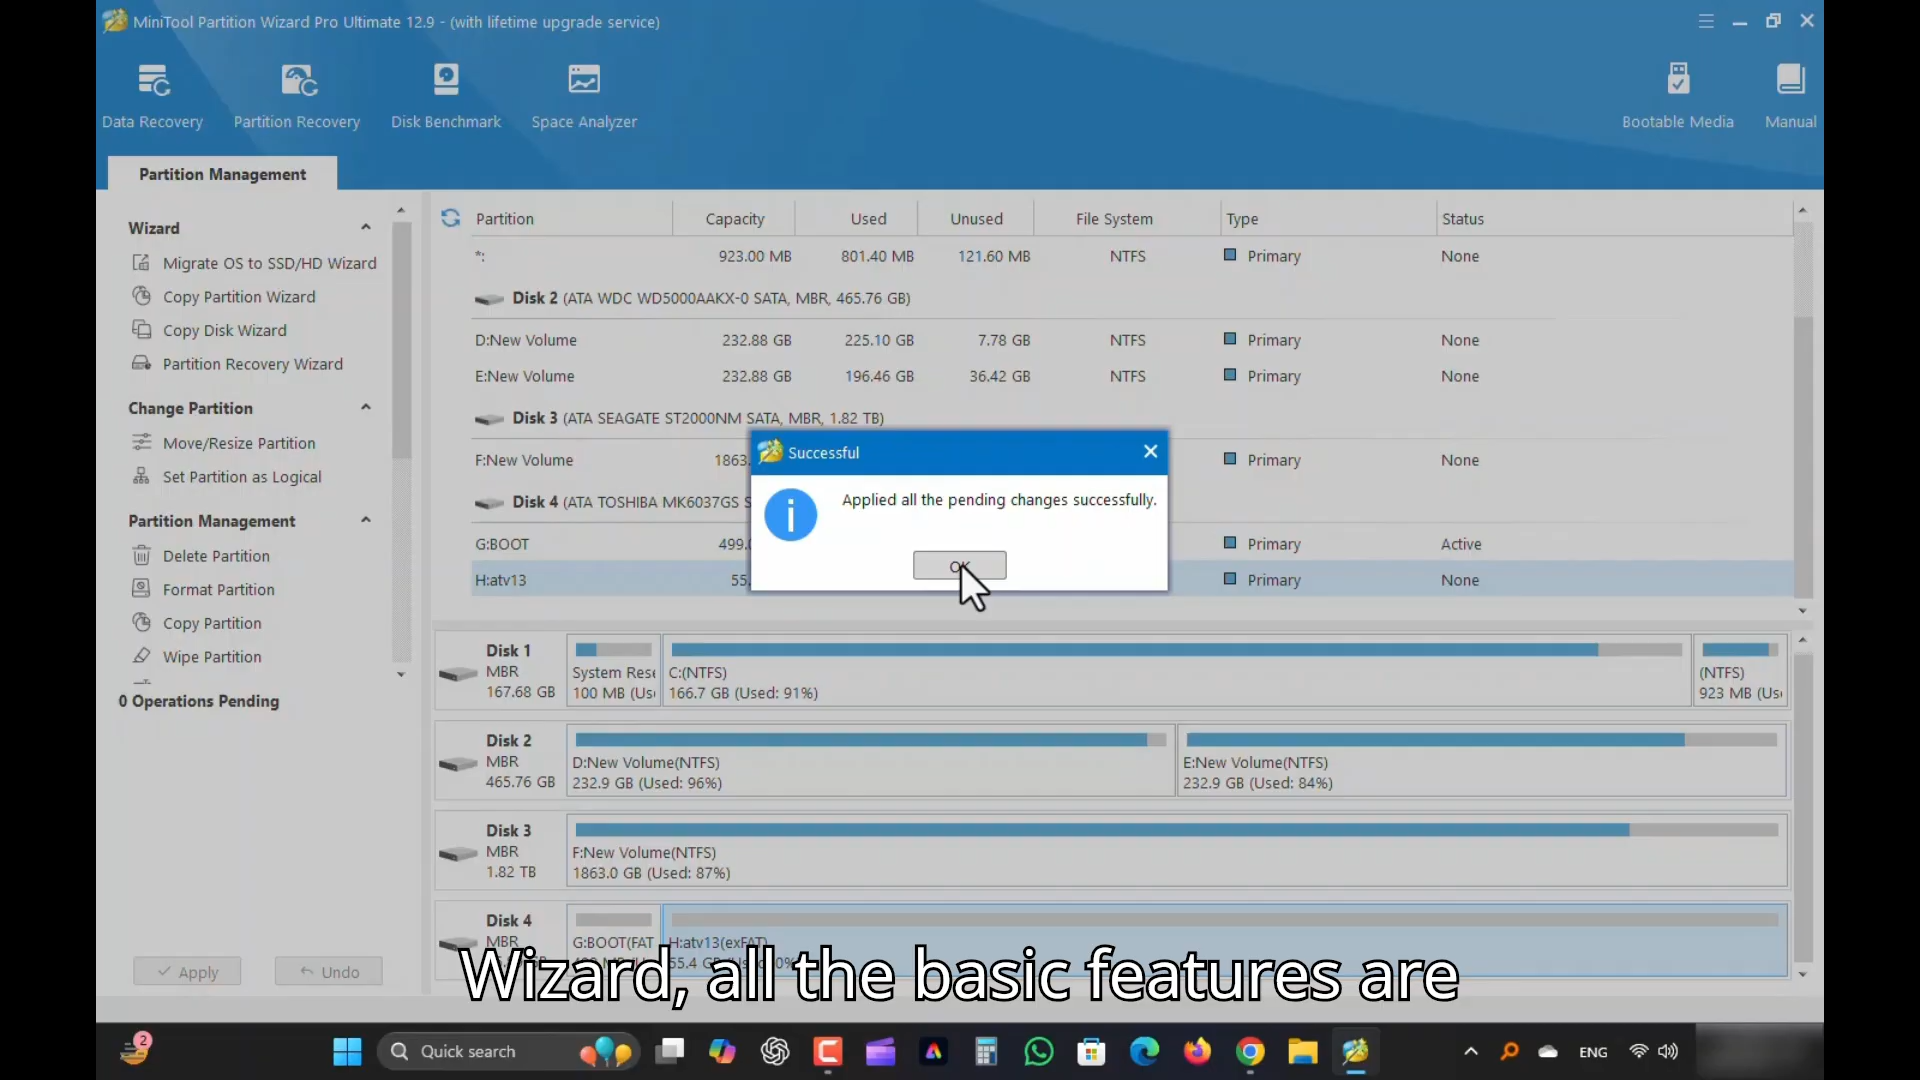 MiniTool Partition Wizard Pro Ultimate 12.9 - (with lifetime upgrade service)
Data Recovery
Partition Recovery
Disk Benchmark
Space Analyzer
Bootable Media
Manual
Partition Management
Wizard
Migrate OS to SSD/HD Wizard
Copy Partition Wizard
Copy Disk Wizard
Partition Recovery Wizard
Change Partition
Move/Resize Partition
Set Partition as Logical
Partition Management
Delete Partition
Format Partition
Copy Partition
Wipe Partition
0 Operations Pending
Apply
Undo
Partition Capacity Used Unused File System Type Status
*: 923.00 MB 801.40 MB 121.60 MB NTFS Primary None
Disk 2 (ATA WDC WD5000AAKX-0 SATA, MBR, 465.76 GB)
D:New Volume 232.88 GB 225.10 GB 7.78 GB NTFS Primary None
E:New Volume 232.88 GB 196.46 GB 36.42 GB NTFS Primary None
Disk 3 (ATA SEAGATE ST2000NM SATA, MBR, 1.82 TB)
F:New Volume 1863. Primary None
Disk 4 (ATA TOSHIBA MK6037GS S
G:BOOT 499. Primary Active
H:atv13 55. Primary None
Successful
Applied all the pending changes successfully.
OK
Disk 1
MBR
167.68 GB
System Rese
100 MB (Us
C:(NTFS)
166.7 GB (Used: 91%)
(NTFS)
923 MB (Us
Disk 2
MBR
465.76 GB
D:New Volume(NTFS)
232.9 GB (Used: 96%)
E:New Volume(NTFS)
232.9 GB (Used: 84%)
Disk 3
MBR
1.82 TB
F:New Volume(NTFS)
1863.0 GB (Used: 87%)
Disk 4
MBR
G:BOOT(FAT
H:atv13(exFAT)
Wizard, all the basic features are
2
Quick search
ENG